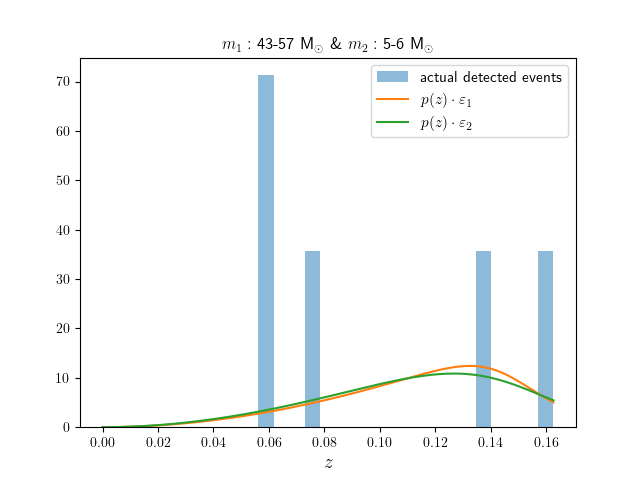 m₁ : 43-57 M⊙ & m₂ : 5-6 M⊙
actual detected events
p(z) · ε₁
p(z) · ε₂
70
60
50
40
30
20
10
0
0.00 0.02 0.04 0.06 0.08 0.10 0.12 0.14 0.16
z